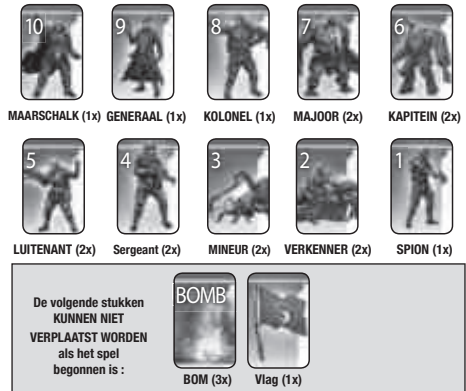 10 9 8 7 6
MAARSCHALK (1x) GENERAAL (1x) KOLONEL (1x) MAJOOR (2x) KAPITEIN (2x)
5 4 3 2 1
LUITENANT (2x) Sergeant (2x) MINEUR (2x) VERKENNER (2x) SPION (1x)
De volgende stukken
KUNNEN NIET
VERPLAATST WORDEN
als het spel
begonnen is :
BOMB
BOM (3x) Vlag (1x)